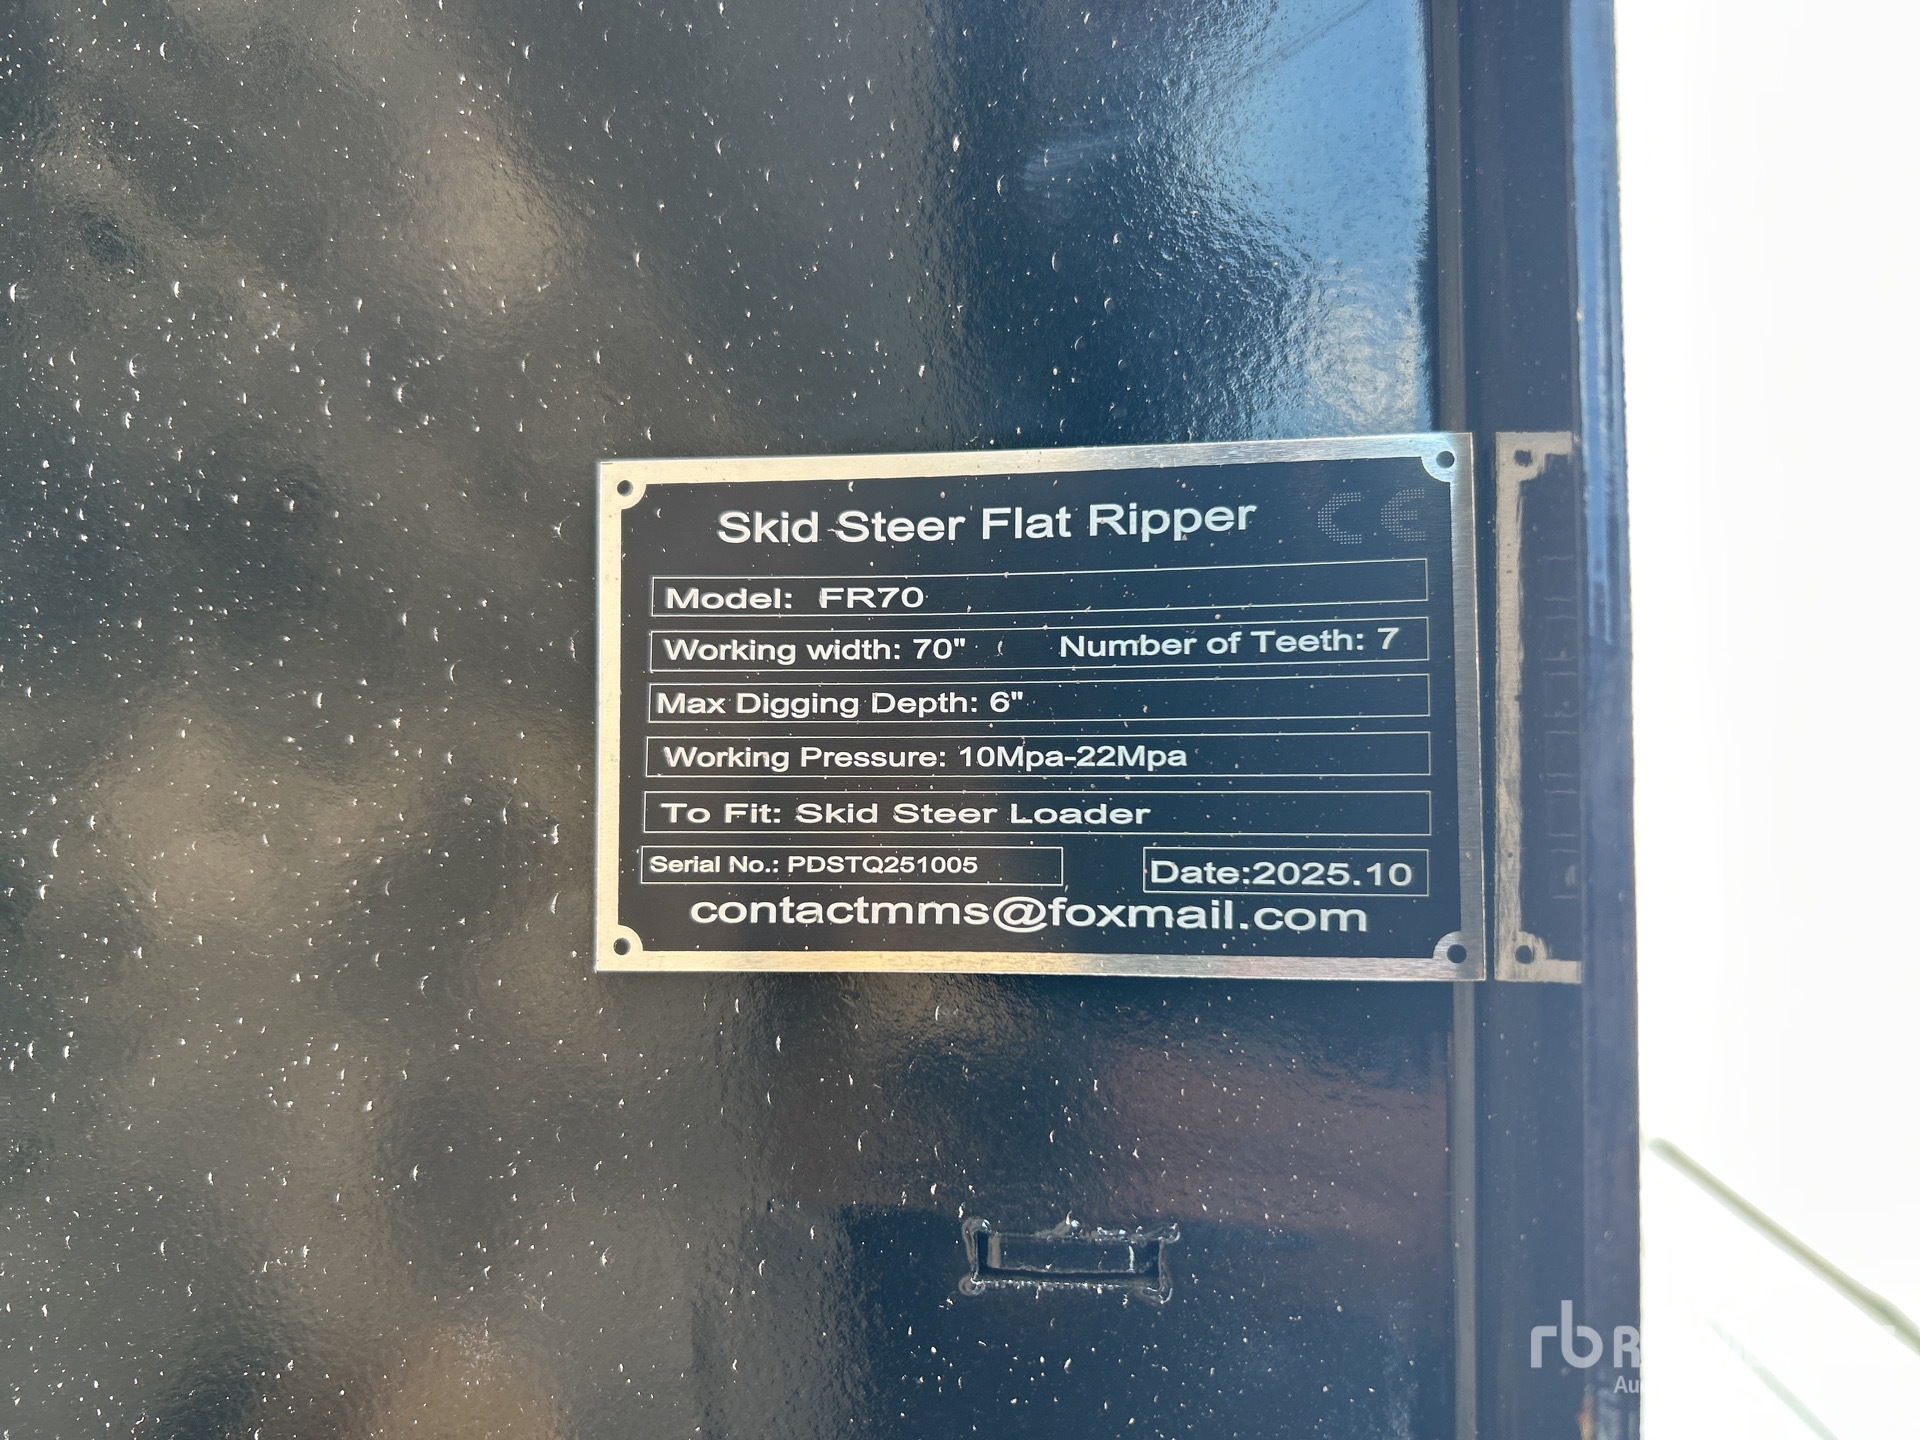 Skid Steer Flat Ripper CE
Model: FR70
Working width: 70" Number of Teeth: 7
Max Digging Depth: 6"
Working Pressure: 10Mpa-22Mpa
To Fit: Skid Steer Loader
Serial No.: PDSTQ251005 Date:2025.10
contactmms@foxmail.com
rb